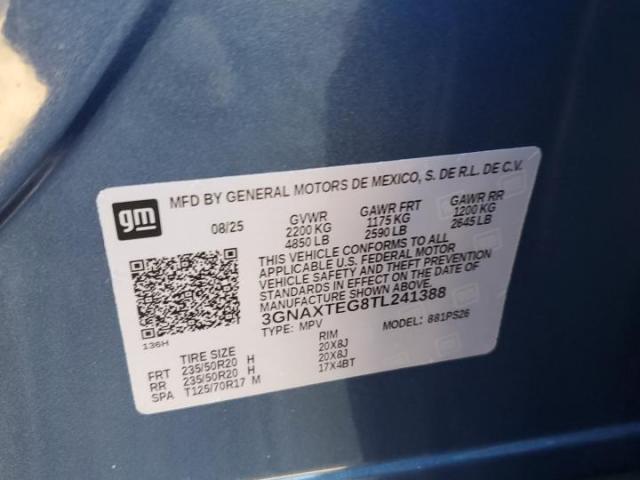 gm
MFD BY GENERAL MOTORS DE MEXICO, S. DE R.L. DE C.V.
08/25 GVWR GAWR FRT GAWR RR
2200 KG 1175 KG 1200 KG
4850 LB 2590 LB 2645 LB
THIS VEHICLE CONFORMS TO ALL
APPLICABLE U.S. FEDERAL MOTOR
VEHICLE SAFETY AND THEFT PREVENTION
STANDARDS IN EFFECT ON THE DATE OF
MANUFACTURE SHOWN ABOVE.
3GNAXTEG8TL241388
TYPE: MPV MODEL: 881PS26
136H
TIRE SIZE RIM
FRT 235/50R20 H 20X8J
RR 235/50R20 H 20X8J
SPA T125/70R17 M 17X4BT